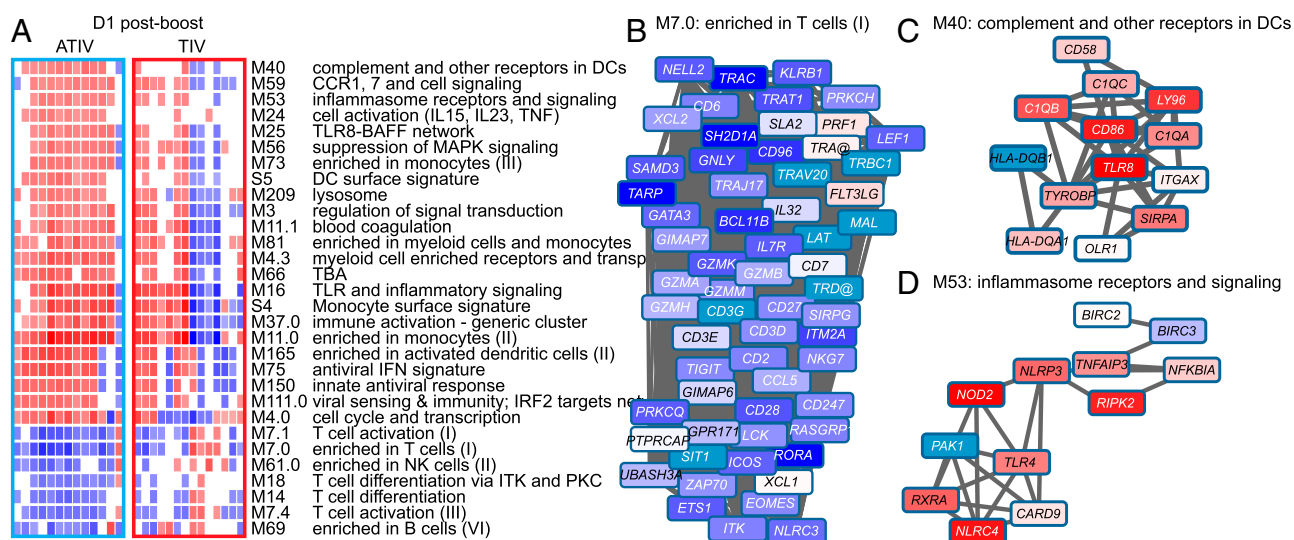 A
D1 post-boost
ATIV
TIV
M40 complement and other receptors in DCs
M59 CCR1, 7 and cell signaling
M53 inflammasome receptors and signaling
M24 cell activation (IL15, IL23, TNF)
M25 TLR8-BAFF network
M56 suppression of MAPK signaling
M73 enriched in monocytes (III)
S5 DC surface signature
M209 lysosome
M3 regulation of signal transduction
M11.1 blood coagulation
M81 enriched in myeloid cells and monocytes
M4.3 myeloid cell enriched receptors and transp
M66 TBA
M16 TLR and inflammatory signaling
S4 Monocyte surface signature
M37.0 immune activation - generic cluster
M11.0 enriched in monocytes (II)
M165 enriched in activated dendritic cells (II)
M75 antiviral IFN signature
M150 innate antiviral response
M111.0 viral sensing & immunity; IRF2 targets net
M4.0 cell cycle and transcription
M7.1 T cell activation (I)
M7.0 enriched in T cells (I)
M61.0 enriched in NK cells (II)
M18 T cell differentiation via ITK and PKC
M14 T cell differentiation
M7.4 T cell activation (III)
M69 enriched in B cells (VI)
B
M7.0: enriched in T cells (I)
NELL2
TRAC
KLRB1
CD6
TRAT1
PRKCH
XCL2
SLA2
PRF1
SH2D1A
LEF1
CD96
TRA@
GNLY
TRBC1
SAMD3
TRAV20
TRAJ17
TARP
FLT3LG
GATA3
BCL11B
IL32
MAL
GIMAP7
IL7R
LAT
GZMK
GZMB
CD7
GZMA
GZMM
TRD@
GZMH
CD3G
CD27
SIRPG
CD3E
CD3D
ITM2A
CD2
NKG7
TIGIT
CCL5
GIMAP6
PRKCQ
CD28
CD247
PTPRCAP
GPR171
LCK
RASGRP
SIT1
ICOS
RORA
UBASH3A
ZAP70
XCL1
ETS1
EOMES
ITK
NLRC3
C
M40: complement and other receptors in DCs
CD58
C1QC
C1QB
LY96
CD86
C1QA
HLA-DQB1
TLR8
ITGAX
TYROBP
SIRPA
HLA-DQA1
OLR1
D
M53: inflammasome receptors and signaling
BIRC2
BIRC3
NLRP3
TNFAIP3
NFKBIA
NOD2
RIPK2
PAK1
TLR4
RXRA
CARD9
NLRC4